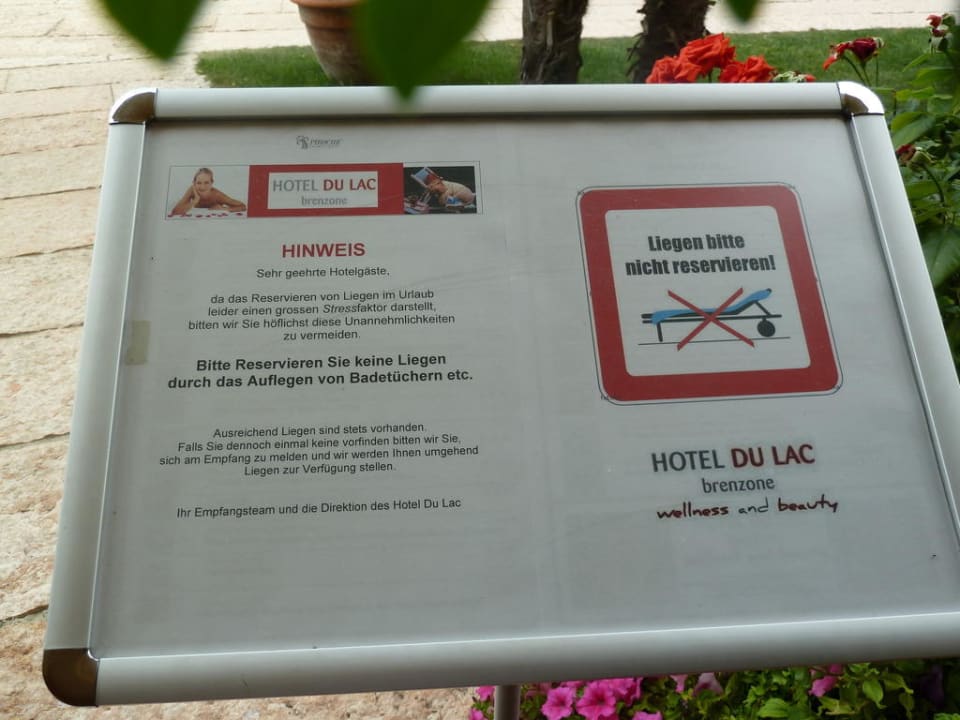 HOTEL DU LAC
brenzone
HINWEIS
Sehr geehrte Hotelgäste,
da das Reservieren von Liegen im Urlaub
leider einen grossen Stressfaktor darstellt,
bitten wir Sie höflichst diese Unannehmlichkeiten
zu vermeiden.
Bitte Reservieren Sie keine Liegen
durch das Auflegen von Badetüchern etc.
Ausreichend Liegen sind stets vorhanden.
Falls Sie dennoch einmal keine vorfinden bitten wir Sie,
sich am Empfang zu melden und wir werden Ihnen umgehend
Liegen zur Verfügung stellen.
Ihr Empfangsteam und die Direktion des Hotel Du Lac
Liegen bitte
nicht reservieren!
HOTEL DU LAC
brenzone
wellness and beauty